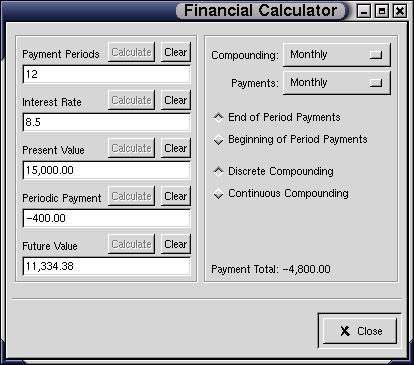 Financial Calculator
Payment Periods Calculate Clear
12
Interest Rate Calculate Clear
8.5
Present Value Calculate Clear
15,000.00
Periodic Payment Calculate Clear
-400.00
Future Value Calculate Clear
11,334.38
Compounding: Monthly
Payments: Monthly
End of Period Payments
Beginning of Period Payments
Discrete Compounding
Continuous Compounding
Payment Total: -4,800.00
X Close